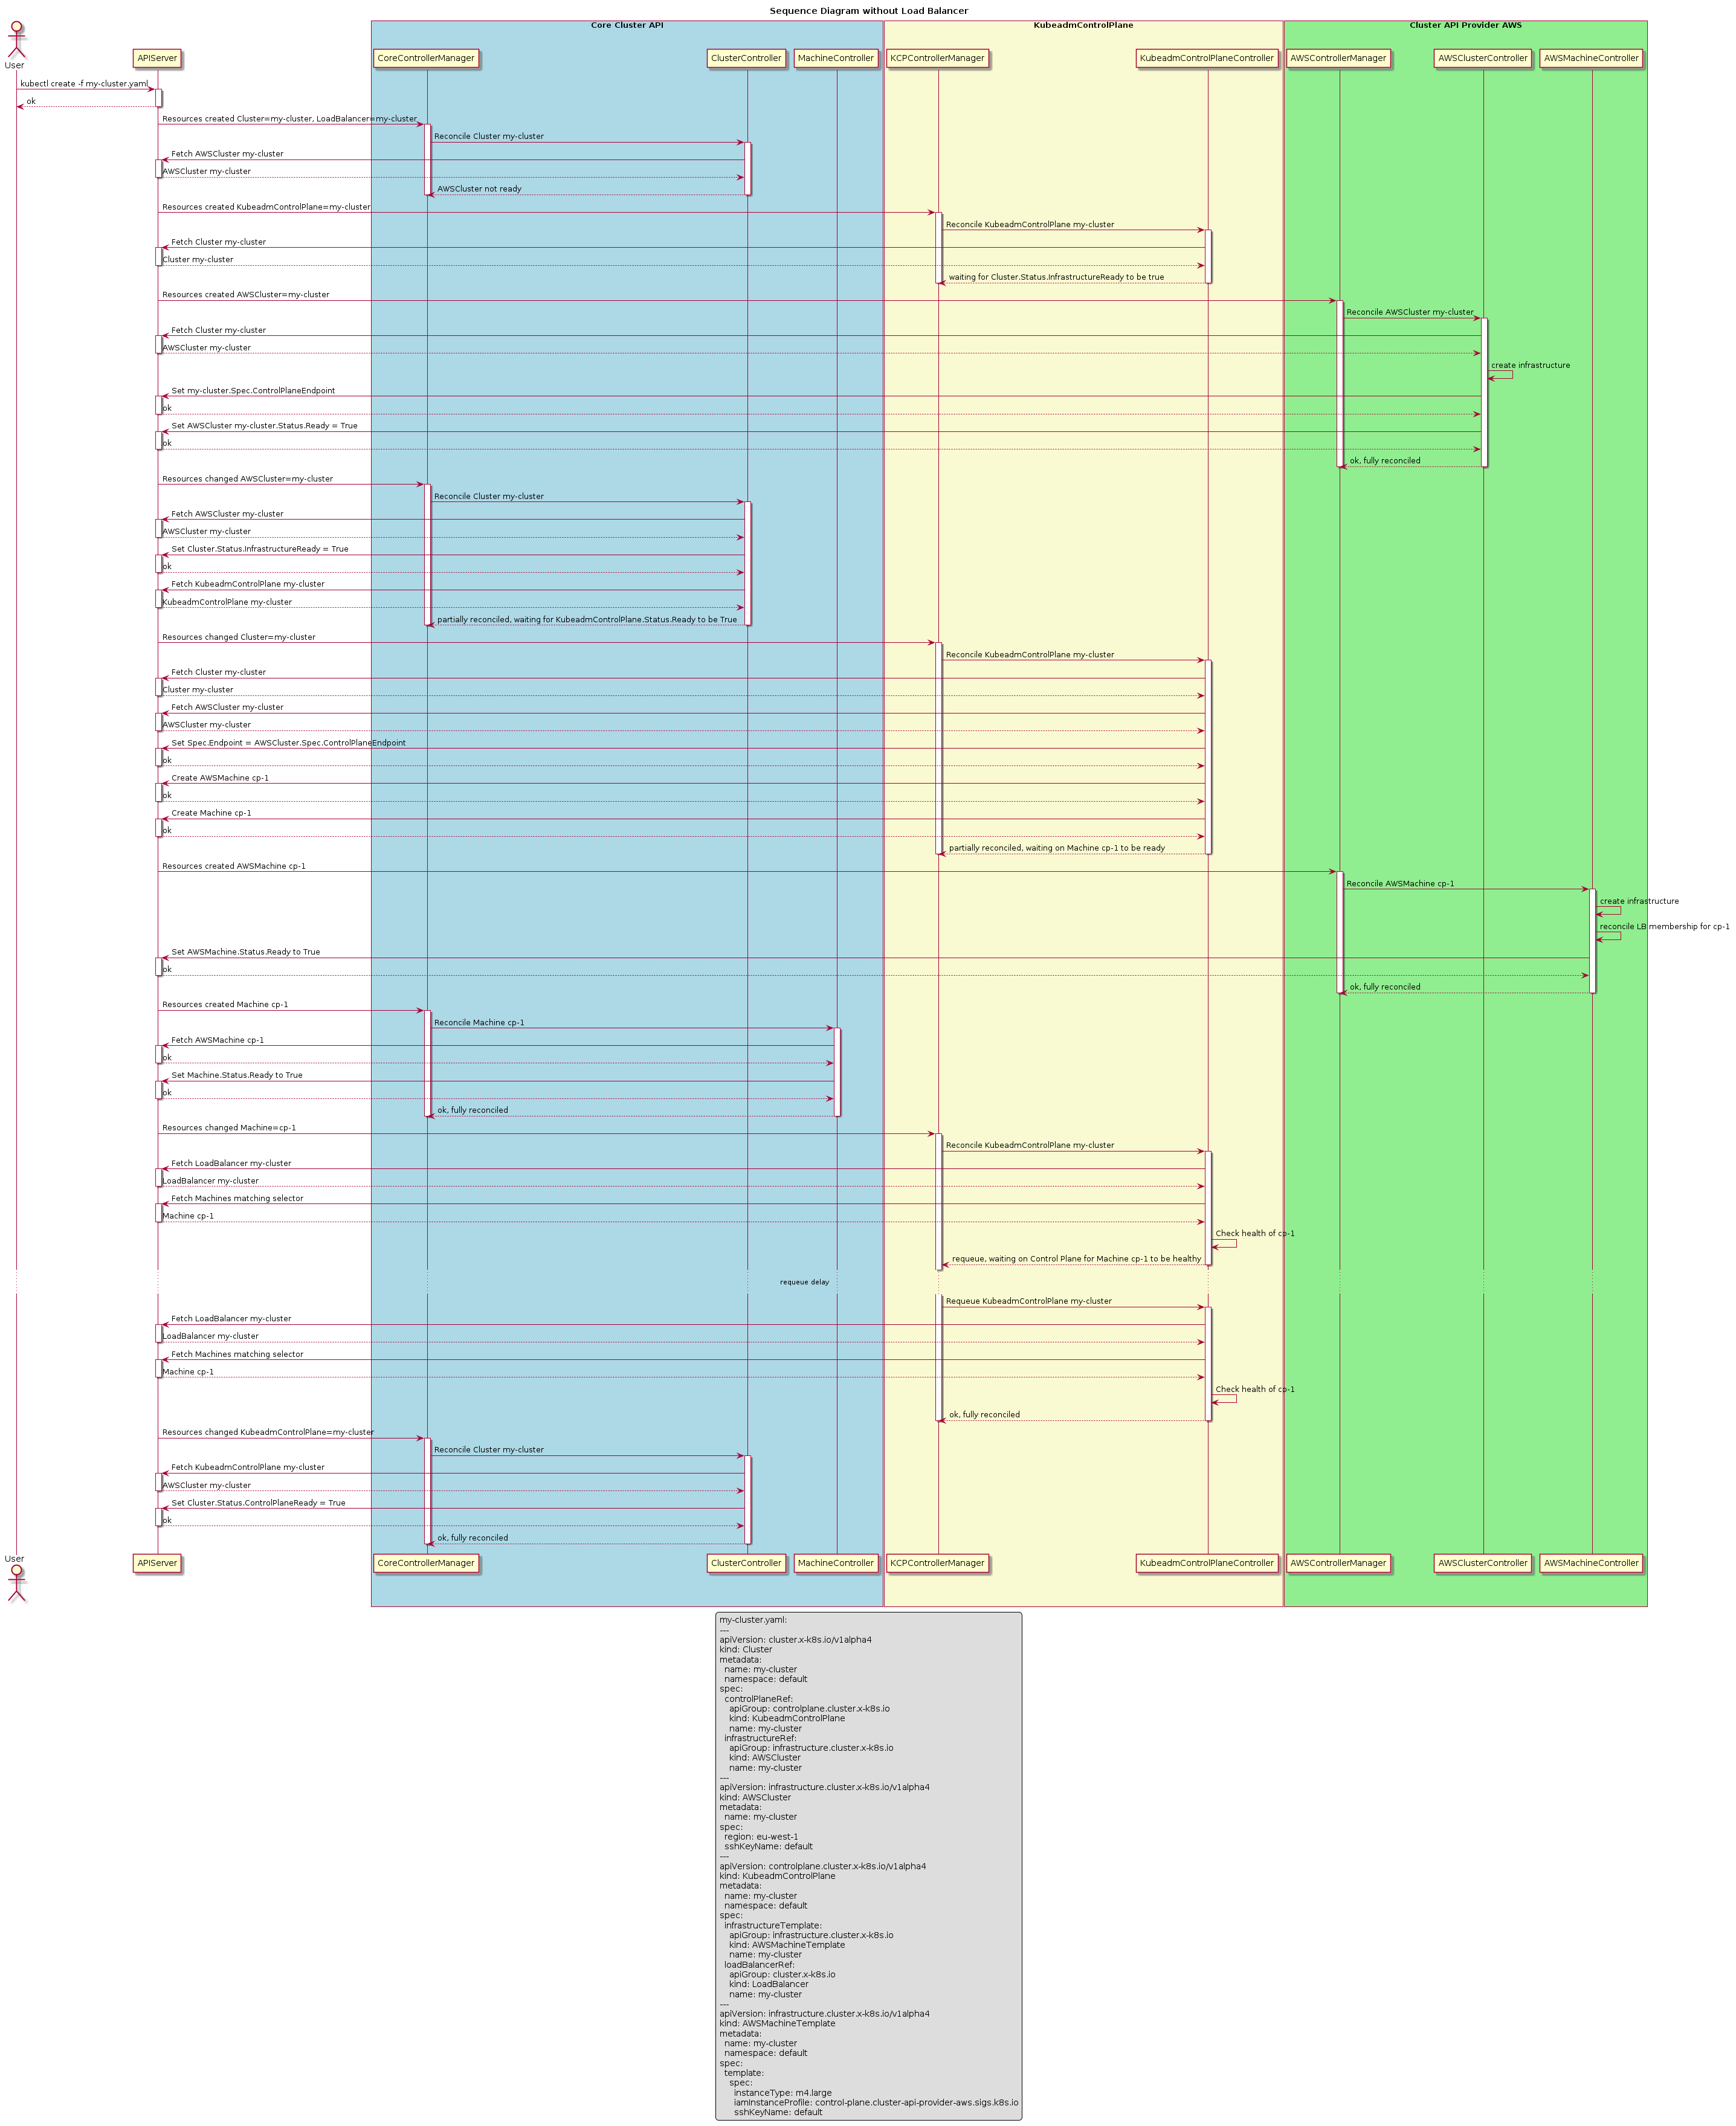 Sequence Diagram without Load Balancer
Core Cluster API
KubeadmControlPlane
Cluster API Provider AWS
User
APIServer
CoreControllerManager
ClusterController
MachineController
KCPControllerManager
KubeadmControlPlaneController
AWSControllerManager
AWSClusterController
AWSMachineController
kubectl create -f my-cluster.yaml
ok
Resources created Cluster=my-cluster, LoadBalancer=my-cluster
Reconcile Cluster my-cluster
Fetch AWSCluster my-cluster
AWSCluster my-cluster
AWSCluster not ready
Resources created KubeadmControlPlane=my-cluster
Reconcile KubeadmControlPlane my-cluster
Fetch Cluster my-cluster
Cluster my-cluster
waiting for Cluster.Status.InfrastructureReady to be true
Resources created AWSCluster=my-cluster
Reconcile AWSCluster my-cluster
Fetch Cluster my-cluster
AWSCluster my-cluster
create infrastructure
Set my-cluster.Spec.ControlPlaneEndpoint
ok
Set AWSCluster my-cluster.Status.Ready = True
ok
ok, fully reconciled
Resources changed AWSCluster=my-cluster
Reconcile Cluster my-cluster
Fetch AWSCluster my-cluster
AWSCluster my-cluster
Set Cluster.Status.InfrastructureReady = True
ok
Fetch KubeadmControlPlane my-cluster
KubeadmControlPlane my-cluster
partially reconciled, waiting for KubeadmControlPlane.Status.Ready to be True
Resources changed Cluster=my-cluster
Reconcile KubeadmControlPlane my-cluster
Fetch Cluster my-cluster
Cluster my-cluster
Fetch AWSCluster my-cluster
AWSCluster my-cluster
Set Spec.Endpoint = AWSCluster.Spec.ControlPlaneEndpoint
ok
Create AWSMachine cp-1
ok
Create Machine cp-1
ok
partially reconciled, waiting on Machine cp-1 to be ready
Resources created AWSMachine cp-1
Reconcile AWSMachine cp-1
create infrastructure
reconcile LB membership for cp-1
Set AWSMachine.Status.Ready to True
ok
ok, fully reconciled
Resources created Machine cp-1
Reconcile Machine cp-1
Fetch AWSMachine cp-1
ok
Set Machine.Status.Ready to True
ok
ok, fully reconciled
Resources changed Machine=cp-1
Reconcile KubeadmControlPlane my-cluster
Fetch LoadBalancer my-cluster
LoadBalancer my-cluster
Fetch Machines matching selector
Machine cp-1
Check health of cp-1
requeue, waiting on Control Plane for Machine cp-1 to be healthy
requeue delay
Requeue KubeadmControlPlane my-cluster
Fetch LoadBalancer my-cluster
LoadBalancer my-cluster
Fetch Machines matching selector
Machine cp-1
Check health of cp-1
ok, fully reconciled
Resources changed KubeadmControlPlane=my-cluster
Reconcile Cluster my-cluster
Fetch KubeadmControlPlane my-cluster
AWSCluster my-cluster
Set Cluster.Status.ControlPlaneReady = True
ok
ok, fully reconciled
User
APIServer
CoreControllerManager
ClusterController
MachineController
KCPControllerManager
KubeadmControlPlaneController
AWSControllerManager
AWSClusterController
AWSMachineController
my-cluster.yaml:
---
apiVersion: cluster.x-k8s.io/v1alpha4
kind: Cluster
metadata:
  name: my-cluster
  namespace: default
spec:
  controlPlaneRef:
    apiGroup: controlplane.cluster.x-k8s.io
    kind: KubeadmControlPlane
    name: my-cluster
  infrastructureRef:
    apiGroup: infrastructure.cluster.x-k8s.io
    kind: AWSCluster
    name: my-cluster
---
apiVersion: infrastructure.cluster.x-k8s.io/v1alpha4
kind: AWSCluster
metadata:
  name: my-cluster
spec:
  region: eu-west-1
  sshKeyName: default
---
apiVersion: controlplane.cluster.x-k8s.io/v1alpha4
kind: KubeadmControlPlane
metadata:
  name: my-cluster
  namespace: default
spec:
  infrastructureTemplate:
    apiGroup: infrastructure.cluster.x-k8s.io
    kind: AWSMachineTemplate
    name: my-cluster
  loadBalancerRef:
    apiGroup: cluster.x-k8s.io
    kind: LoadBalancer
    name: my-cluster
---
apiVersion: infrastructure.cluster.x-k8s.io/v1alpha4
kind: AWSMachineTemplate
metadata:
  name: my-cluster
  namespace: default
spec:
  template:
    spec:
      instanceType: m4.large
      iamInstanceProfile: control-plane.cluster-api-provider-aws.sigs.k8s.io
      sshKeyName: default